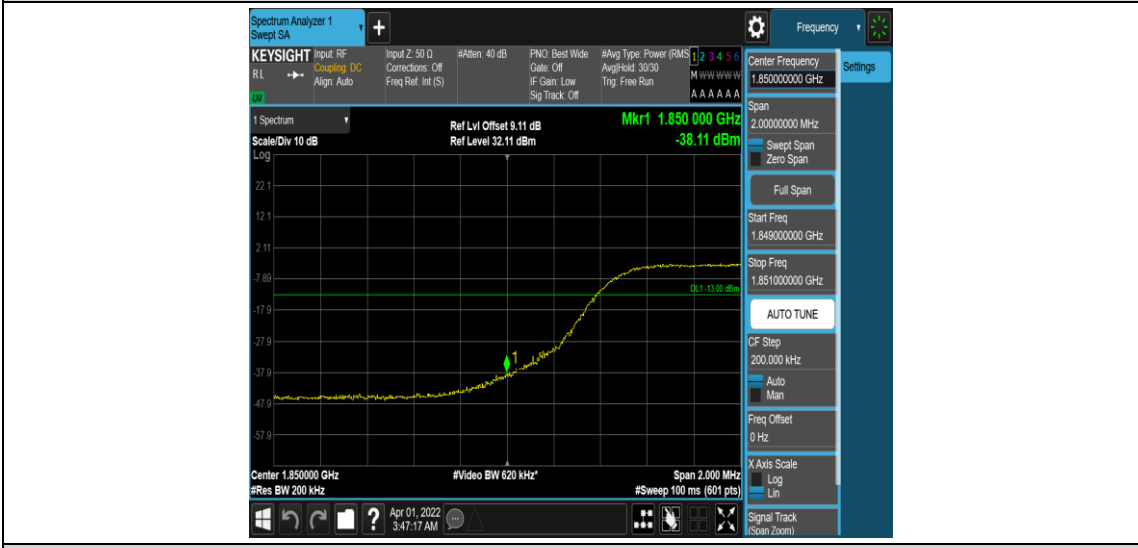 Spectrum Analyzer 1
Swept SA
+
Frequency
KEYSIGHT
RL
LNI
Input: RF
Coupling: DC
Align: Auto
Input Z: 50 Ω
Corrections: Off
Freq Ref: Int (S)
#Atten: 40 dB
PNO: Best Wide
Gate: Off
IF Gain: Low
Sig Track: Off
#Avg Type: Power (RMS
Avg|Hold: 30/30
Trig: Free Run
1 2 3 4 5 6
M W W W W W
A A A A A A
1 Spectrum
Scale/Div 10 dB
Log
Ref Lvl Offset 9.11 dB
Ref Level 32.11 dBm
Mkr1 1.850 000 GHz
-38.11 dBm
22.1
12.1
2.11
-7.89
DL1 -13.00 dBm
-17.9
-27.9
1
-37.9
-47.9
-57.9
Center 1.850000 GHz
#Res BW 200 kHz
#Video BW 620 kHz*
Span 2.000 MHz
#Sweep 100 ms (601 pts)
?
Apr 01, 2022
3:47:17 AM
Center Frequency
1.850000000 GHz
Settings
Span
2.00000000 MHz
Swept Span
Zero Span
Full Span
Start Freq
1.849000000 GHz
Stop Freq
1.851000000 GHz
AUTO TUNE
CF Step
200.000 kHz
Auto
Man
Freq Offset
0 Hz
X Axis Scale
Log
Lin
Signal Track
(Span Zoom)